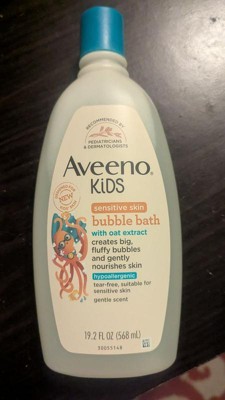 RECOMMENDED BY
PEDIATRICIANS
& DERMATOLOGISTS
Aveeno®
KiDS
sensitive skin
bubble bath
with oat extract
creates big,
fluffy bubbles
and gently
nourishes skin
hypoallergenic
tear-free, suitable for
sensitive skin
gentle scent
NEW
19.2 FL OZ (568 mL)